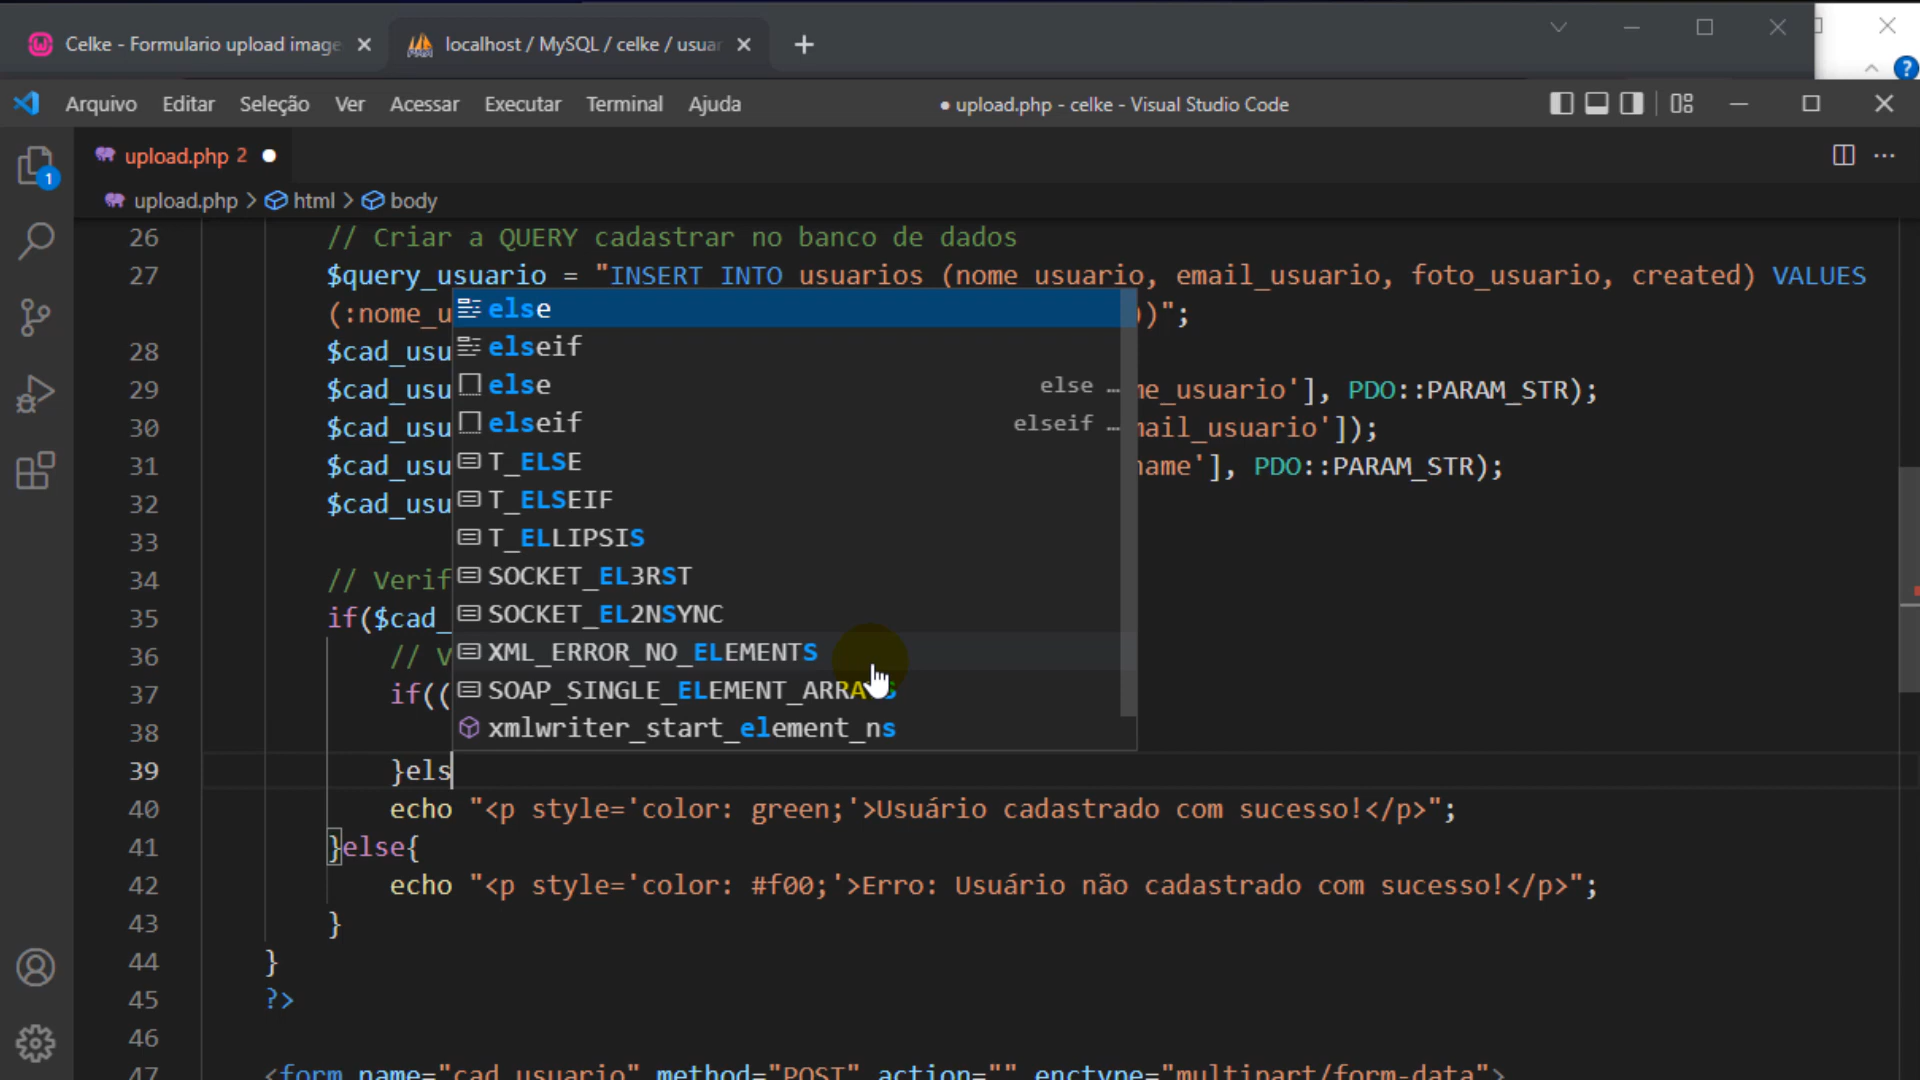 Celke - Formulario upload image
localhost / MySQL / celke / usuar
Arquivo Editar Seleção Ver Acessar Executar Terminal Ajuda
● upload.php - celke - Visual Studio Code
upload.php 2 ●
1
upload.php > html > body
26 // Criar a QUERY cadastrar no banco de dados
27 $query_usuario = "INSERT INTO usuarios (nome_usuario, email_usuario, foto_usuario, created) VALUES
(:nome_u ))";
28 $cad_usu
29 $cad_usu me_usuario'], PDO::PARAM_STR);
30 $cad_usu mail_usuario']);
31 $cad_usu name'], PDO::PARAM_STR);
32 $cad_usu
33
34 // Verif
35 if($cad_
36 // V
37 if((
38
else
elseif
else else …
elseif elseif …
T_ELSE
T_ELSEIF
T_ELLIPSIS
SOCKET_EL3RST
SOCKET_EL2NSYNC
XML_ERROR_NO_ELEMENTS
SOAP_SINGLE_ELEMENT_ARRAYS
xmlwriter_start_element_ns
39 }els
40 echo "<p style='color: green;'>Usuário cadastrado com sucesso!</p>";
41 }else{
42 echo "<p style='color: #f00;'>Erro: Usuário não cadastrado com sucesso!</p>";
43 }
44 }
45 ?>
46
47 <form name="cad_usuario" method="POST" action="" enctype="multipart/form-data">